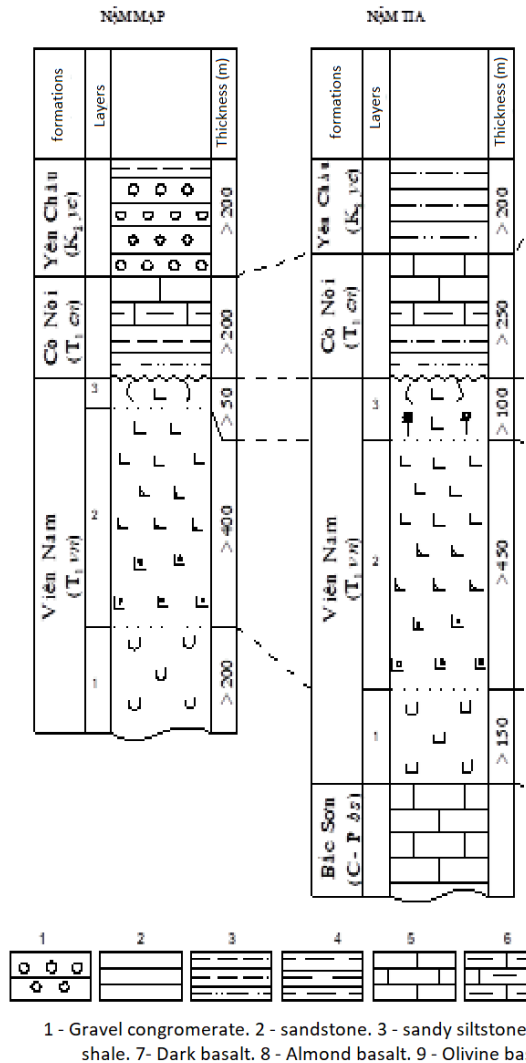 NẬM MẠP
NẬM TIA
formations
Layers
Thickness (m)
formations
Layers
Thickness (m)
Yên Châu
(K₂ yc)
> 200
Yên Châu
(K₂ yc)
> 200
Cò Nòi
(T₁ cn)
> 200
Cò Nòi
(T₁ cn)
> 250
Viên Nam
(T₁ vn)
3
> 50
2
> 400
1
> 200
Viên Nam
(T₁ vn)
3
> 100
2
> 450
1
> 150
Bắc Sơn
(C - P bs)
1
2
3
4
5
6
1 - Gravel congromerate. 2 - sandstone. 3 - sandy siltstone
shale. 7- Dark basalt. 8 - Almond basalt. 9 - Olivine ba